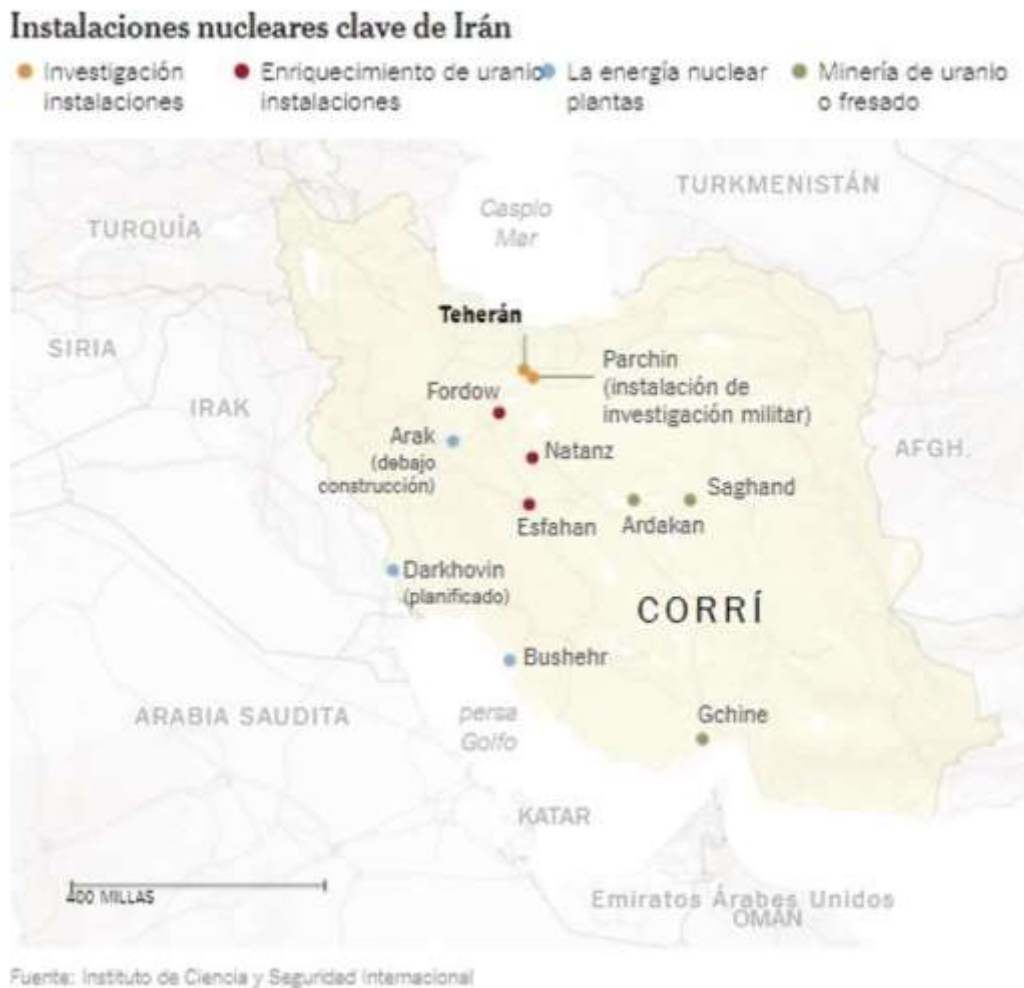 Instalaciones nucleares clave de Irán
Investigación
instalaciones
Enriquecimiento de uranio
instalaciones
La energía nuclear
plantas
Minería de uranio
o fresado
TURKMENISTÁN
Caspio
Mar
TURQUÍA
Teherán
SIRIA
Parchin
(instalación de
investigación militar)
Fordow
IRAK
Arak
(debajo
construcción)
Natanz
AFGH.
Saghand
Esfahan
Ardakan
Darkhovin
(planificado)
CORRÍ
Bushehr
ARABIA SAUDITA
persa
Golfo
Gchine
KATAR
400 MILLAS
Emiratos Árabes Unidos
OMÁN
Fuente: Instituto de Ciencia y Seguridad Internacional